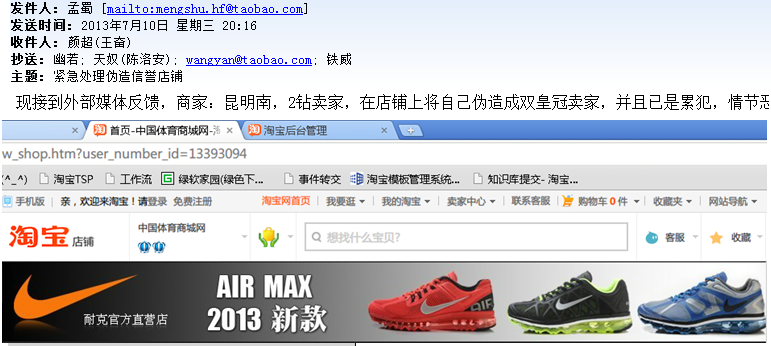 发件人：孟蜀 [mailto:mengshu.hf@taobao.com]
发送时间：2013年7月10日 星期三 20:16
收件人：颜超(王奋)
抄送：幽若; 天奴(陈洛安); wangyan@taobao.com; 铁威
主题：紧急处理伪造信誉店铺
现接到外部媒体反馈，商家：昆明南，2钻卖家，在店铺上将自己伪造成双皇冠卖家，并且已是累犯，情节恶
首页-中国体育商城网-淘 淘宝后台管理
w_shop.htm?user_number_id=13393094
(^_^) 淘宝TSP 工作流 绿软家园(绿色下... 事件转交 淘宝模板管理系统... 知识库提交- 淘宝...
手机版 亲，欢迎来淘宝！请登录 免费注册 淘宝网首页 我要逛 我的淘宝 卖家中心 联系客服 购物车 0 件 收藏夹 网站导航
淘宝 店铺 中国体育商城网 想找什么宝贝? 客服 收藏
AIR MAX
2013 新款
耐克官方直营店
AIR